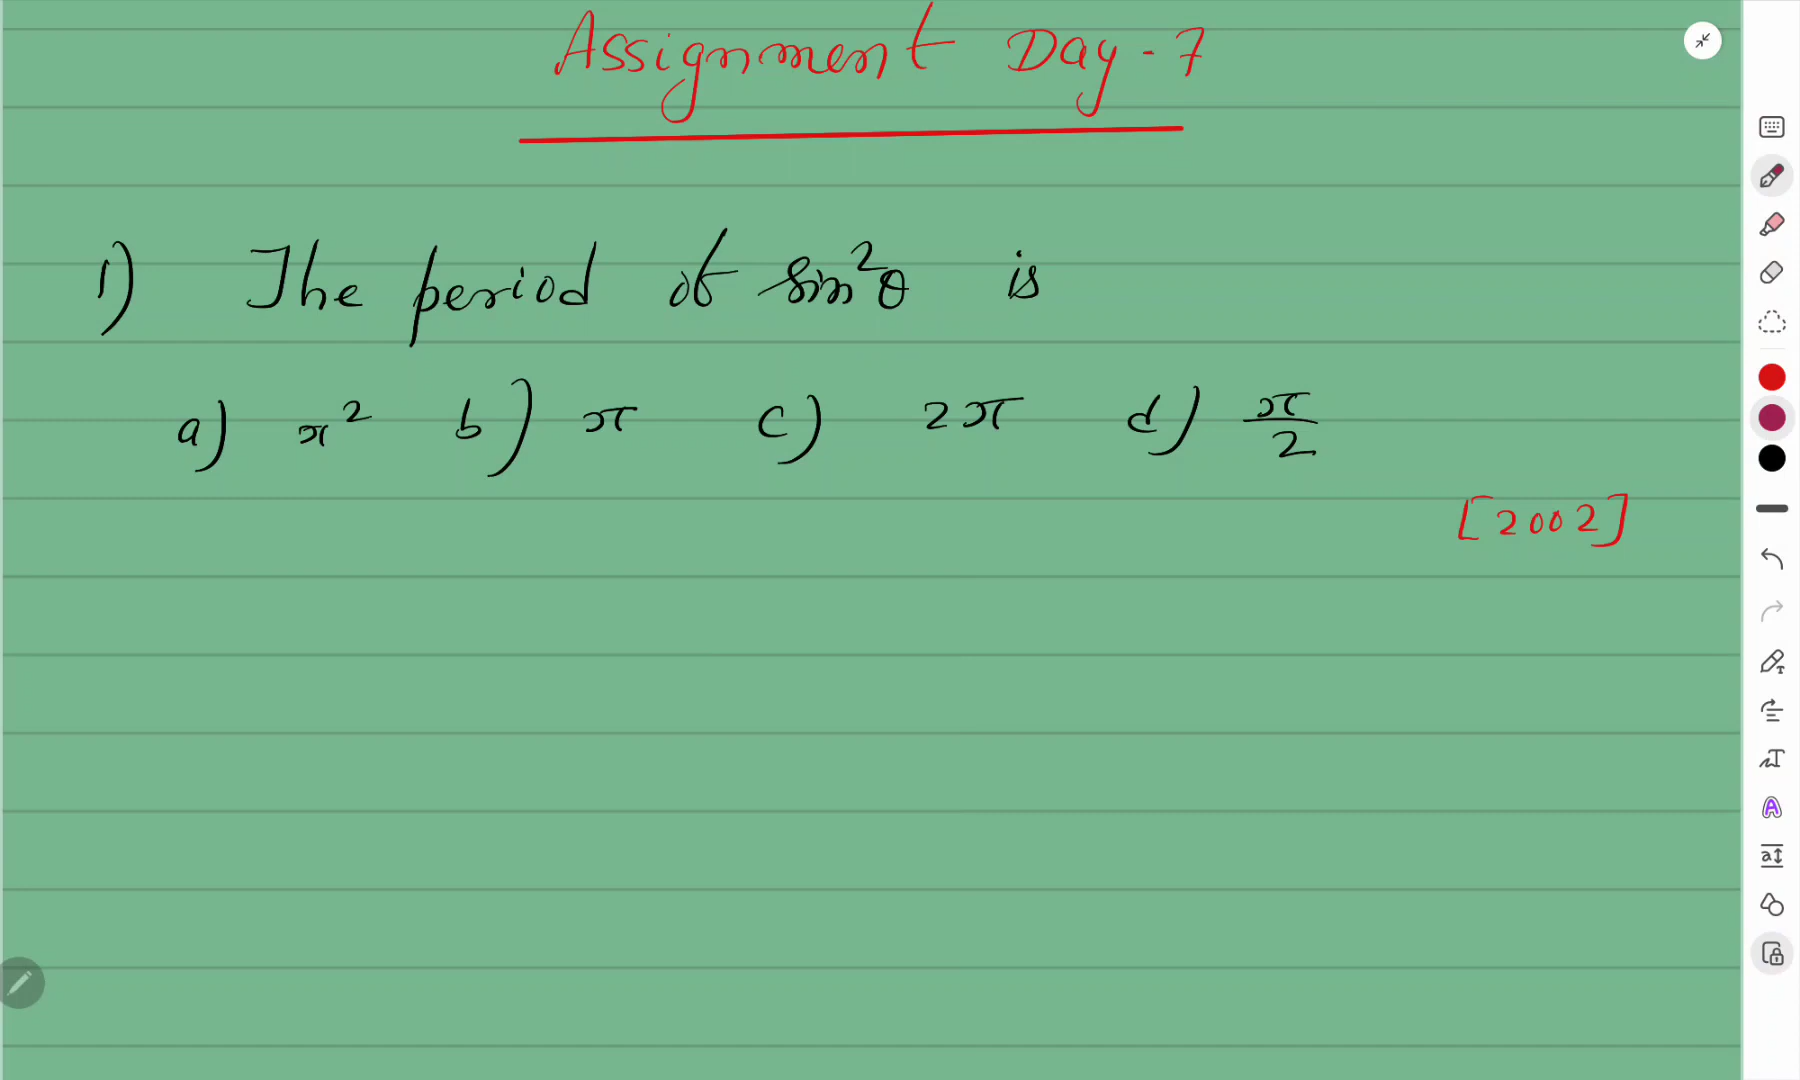 Assignment Day-7
1) The period of sin²θ is
a) π² b) π c) 2π d) π/2
[2002]